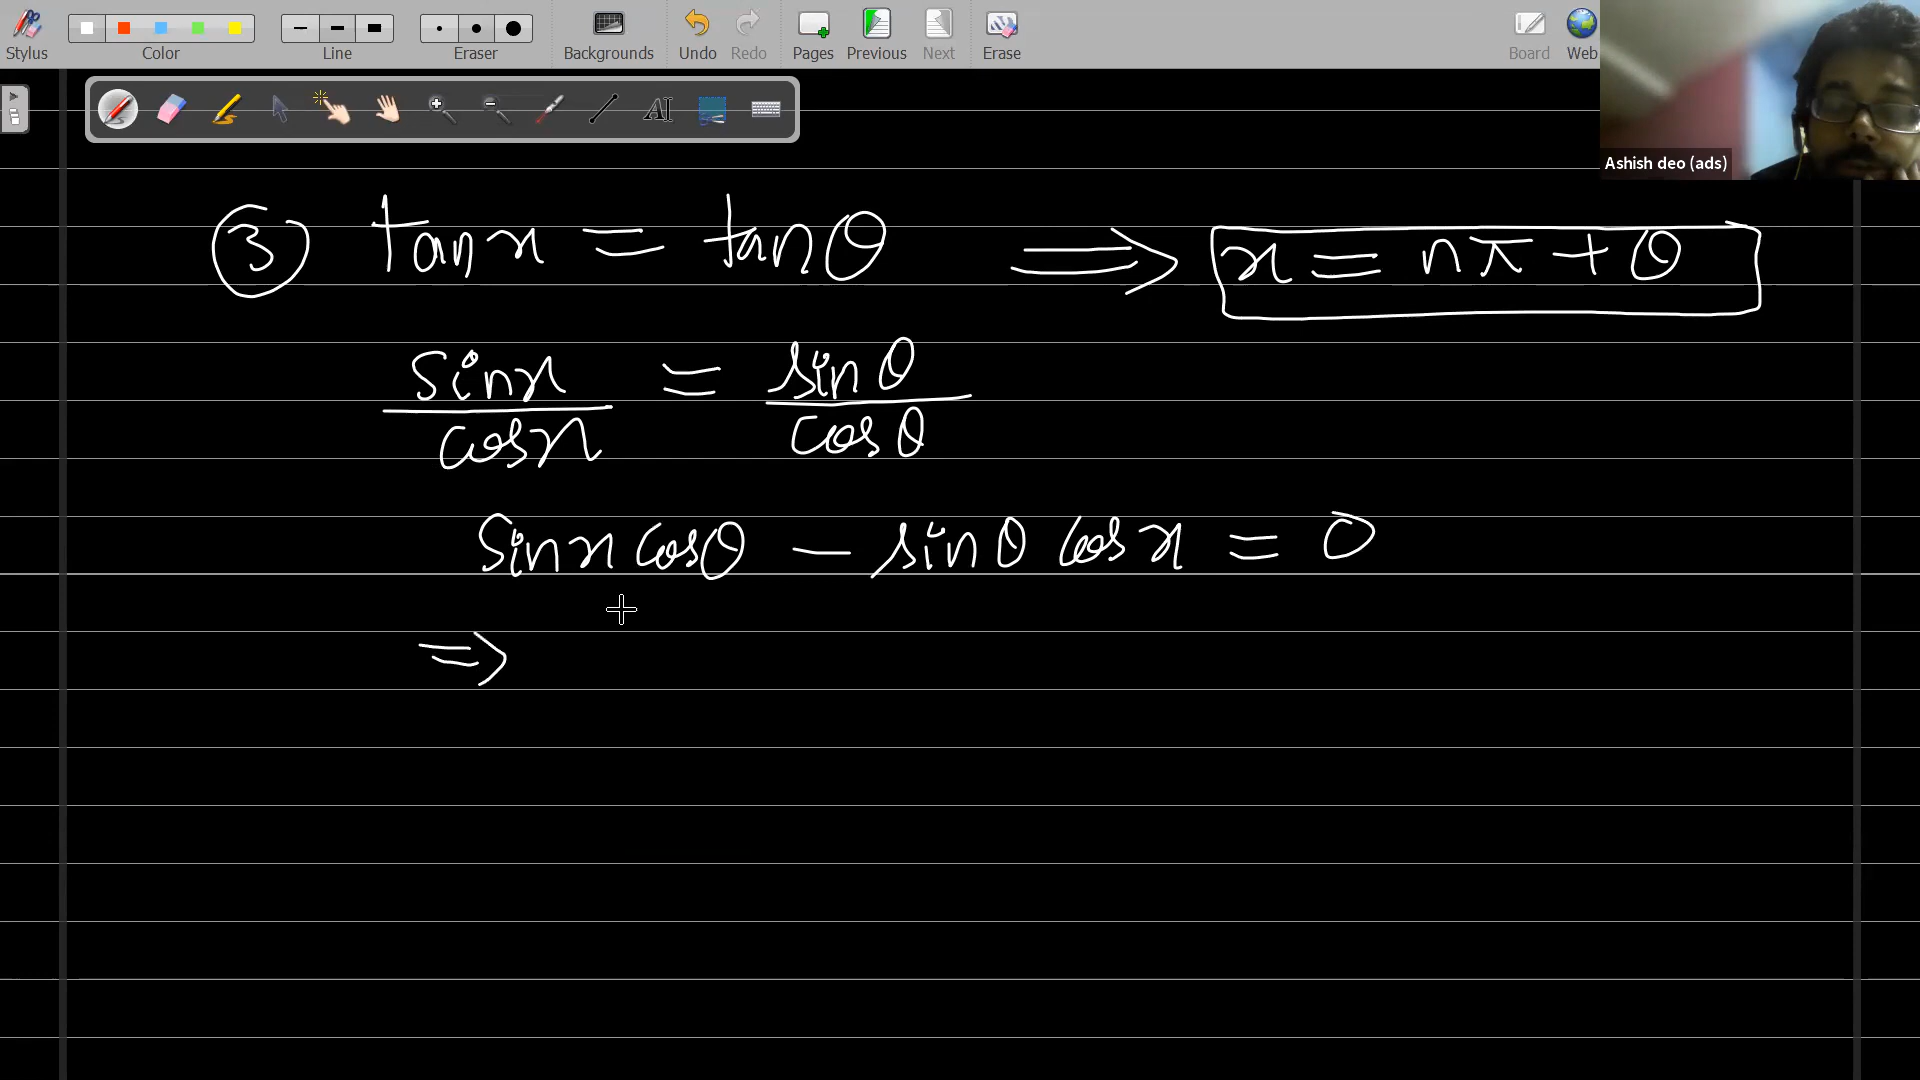 Stylus Color Line Eraser Backgrounds Undo Redo Pages Previous Next Erase Board Web
AI
Ashish deo (ads)
③ tan x = tan θ ⟹ x = nπ + θ
sin x / cos x = sin θ / cos θ
sin x cos θ − sin θ cos x = 0
⟹